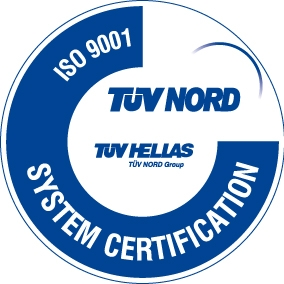 ISO 9001
TÜV NORD
TÜV HELLAS
TÜV NORD Group
SYSTEM CERTIFICATION